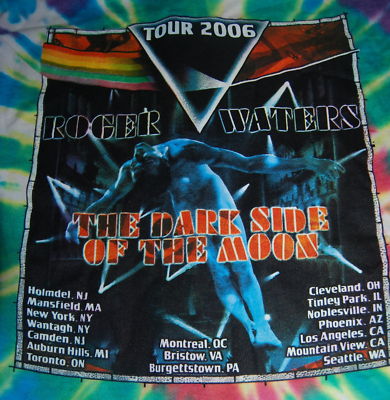 TOUR 2006
ROGER WATERS
THE DARK SIDE
OF THE MOON
Holmdel, NJ
Mansfield, MA
New York, NY
Wantagh, NY
Camden, NJ
Auburn Hills, MI
Toronto, ON
Montreal, QC
Bristow, VA
Burgettstown, PA
Cleveland, OH
Tinley Park, IL
Noblesville, IN
Phoenix, AZ
Los Angeles, CA
Mountain View, CA
Seattle, WA